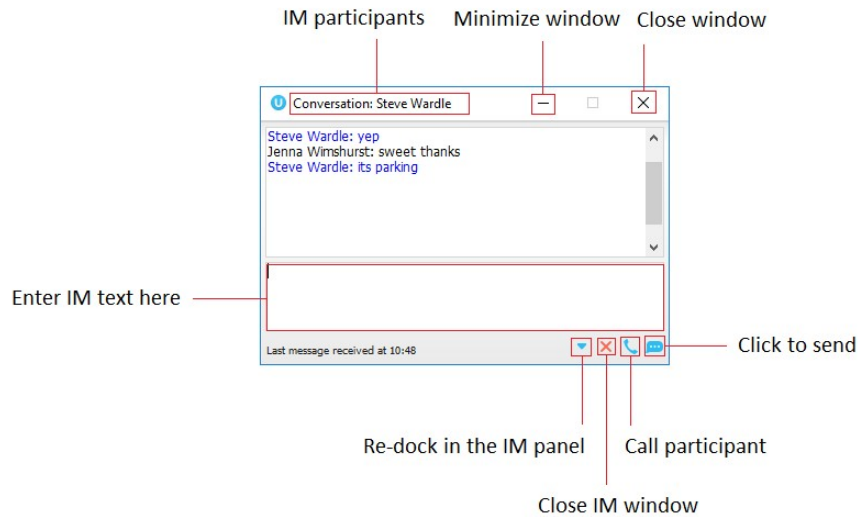 IM participants
Minimize window
Close window
U Conversation: Steve Wardle
Steve Wardle: yep
Jenna Wimshurst: sweet thanks
Steve Wardle: its parking
Enter IM text here
Last message received at 10:48
Click to send
Re-dock in the IM panel
Call participant
Close IM window